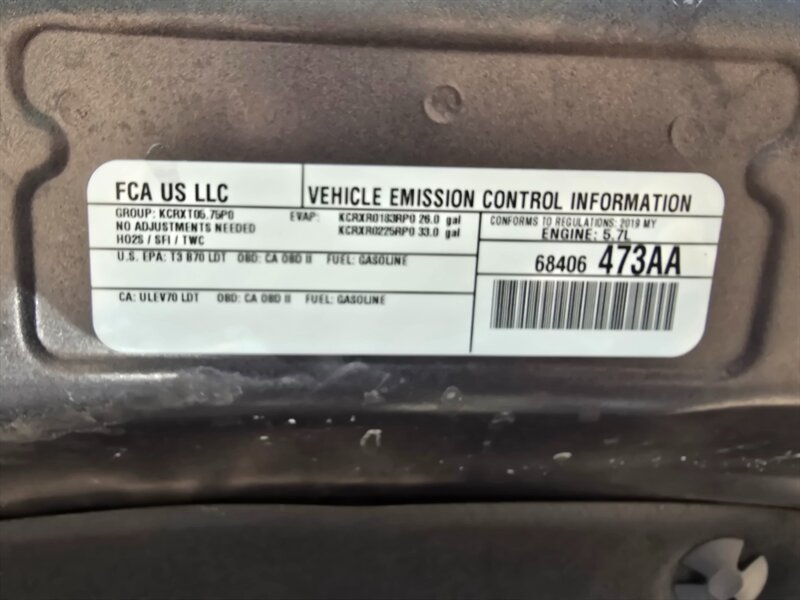 FCA US LLC
VEHICLE EMISSION CONTROL INFORMATION
GROUP: KCRXT05.75P0
NO ADJUSTMENTS NEEDED
HO2S / SFI / TWC
EVAP: KCRXR0183RP0 26.0 gal
KCRXR0225RP0 33.0 gal
CONFORMS TO REGULATIONS: 2019 MY
ENGINE: 5.7L
U.S. EPA: T3 B70 LDT OBD: CA OBD II FUEL: GASOLINE
68406 473AA
CA: ULEV70 LDT OBD: CA OBD II FUEL: GASOLINE